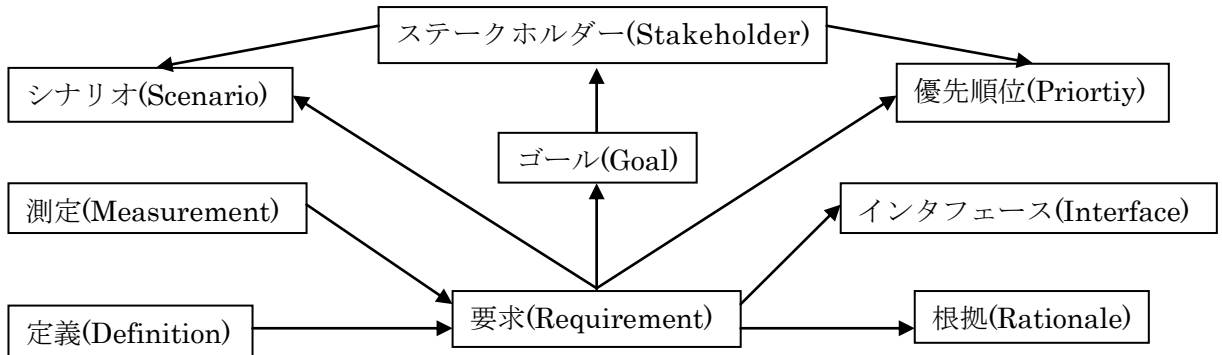 ステークホルダー(Stakeholder)
シナリオ(Scenario)
優先順位(Priortiy)
ゴール(Goal)
測定(Measurement)
インタフェース(Interface)
定義(Definition)
要求(Requirement)
根拠(Rationale)